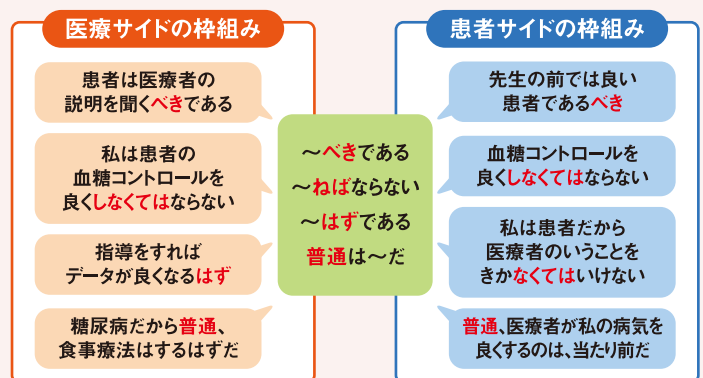 医療サイドの枠組み
患者は医療者の
説明を聞くべきである
私は患者の
血糖コントロールを
良くしなくてはならない
指導をすれば
データが良くなるはず
糖尿病だから普通、
食事療法はするはずだ
〜べきである
〜ねばならない
〜はずである
普通は〜だ
患者サイドの枠組み
先生の前では良い
患者であるべき
血糖コントロールを
良くしなくてはならない
私は患者だから
医療者のいうことを
きかなくてはいけない
普通、医療者が私の病気を
良くするのは、当たり前だ